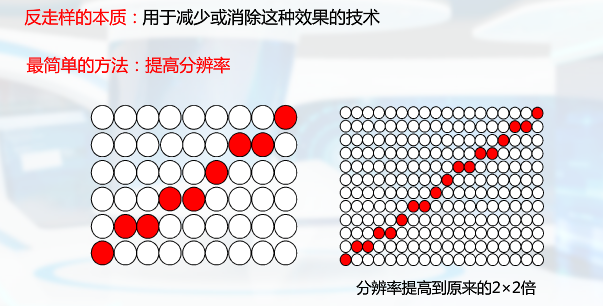 反走样的本质：用于减少或消除这种效果的技术
最简单的方法：提高分辨率
分辨率提高到原来的2×2倍